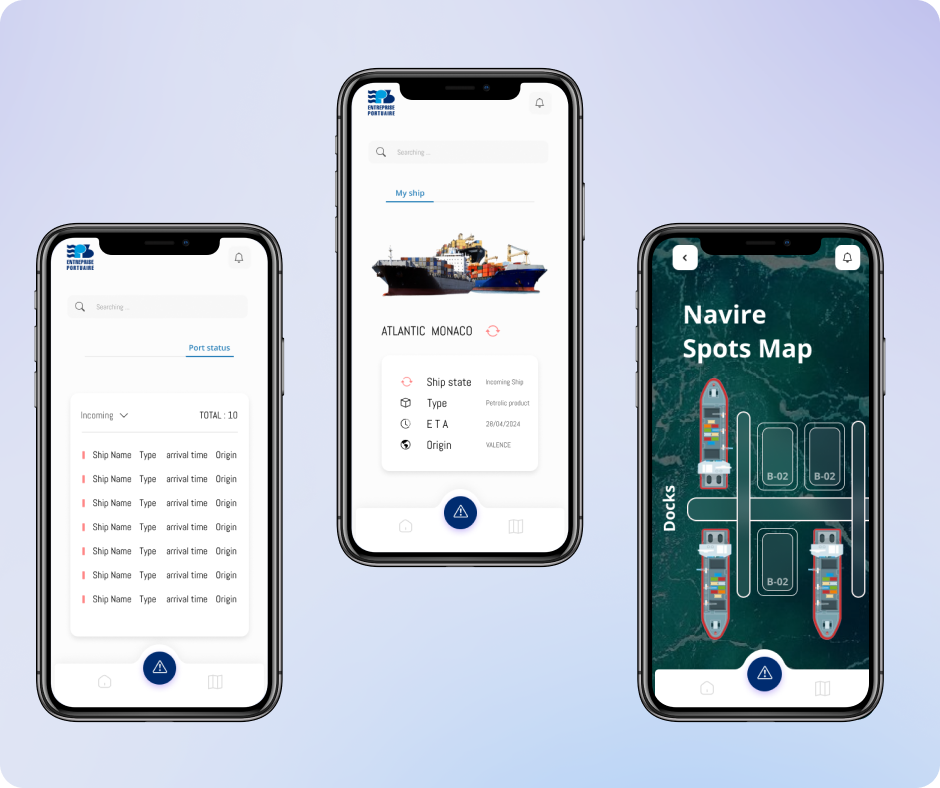 ENTREPRISE
PORTUAIRE
Searching ...
Port status
Incoming
TOTAL : 10
Ship Name Type arrival time Origin
Ship Name Type arrival time Origin
Ship Name Type arrival time Origin
Ship Name Type arrival time Origin
Ship Name Type arrival time Origin
Ship Name Type arrival time Origin
Ship Name Type arrival time Origin
ENTREPRISE
PORTUAIRE
Searching ...
My ship
ATLANTIC MONACO
Ship state Incoming Ship
Type Petrolic product
E T A 28/04/2024
Origin VALENCE
Navire
Spots Map
Docks
B-02
B-02
B-02